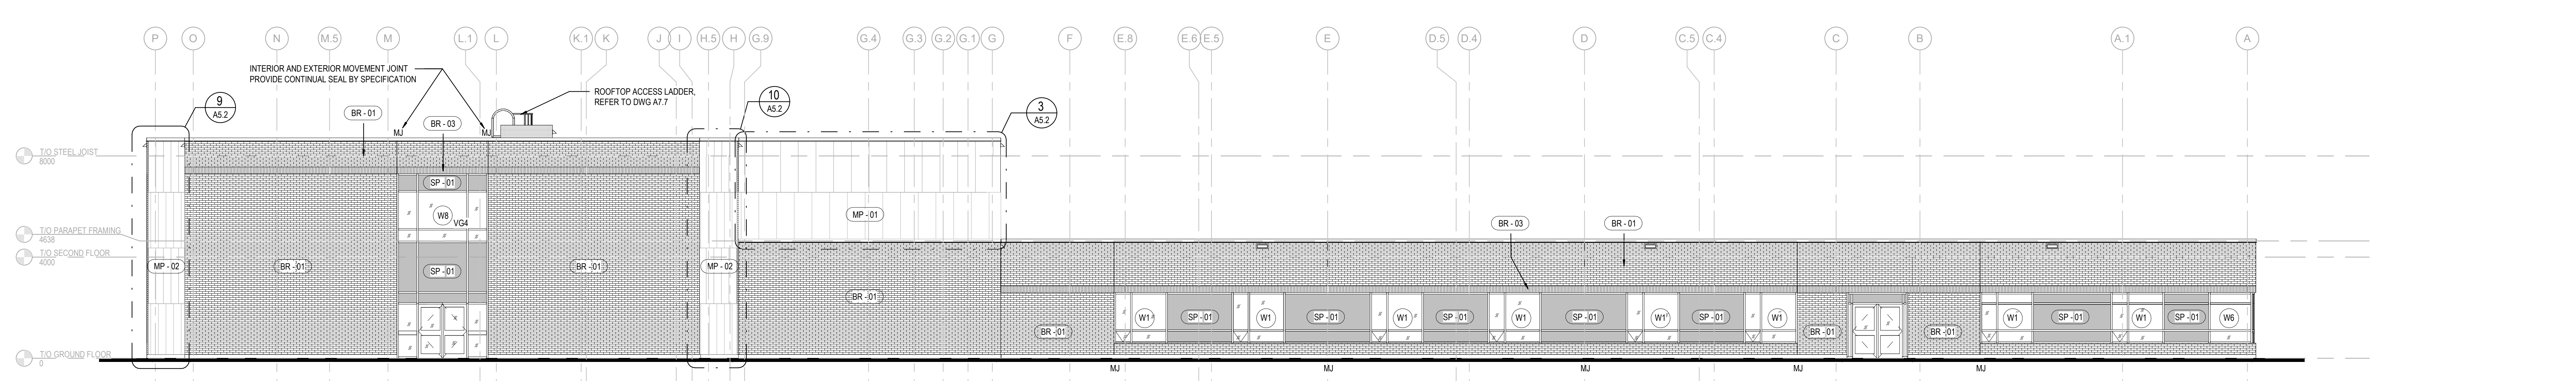 P O N M.5 M L.1 L K.1 K J I H.5 H G.9 G.4 G.3 G.2 G.1 G F E.8 E.6 E.5 E D.5 D.4 D C.5 C.4 C B A.1 A
INTERIOR AND EXTERIOR MOVEMENT JOINT
PROVIDE CONTINUAL SEAL BY SPECIFICATION
ROOFTOP ACCESS LADDER,
REFER TO DWG A7.7
9
A5.2
10
A5.2
3
A5.2
BR - 01
BR - 03
MJ MJ
T/O STEEL JOIST
8000
SP - 01
W8
VG4
MP - 01
T/O PARAPET FRAMING
4638
T/O SECOND FLOOR
4000
BR - 03 BR - 01
MP - 02 BR - 01 SP - 01 BR - 01 MP - 02
BR - 01
BR - 01 W1 SP - 01 W1 SP - 01 W1 SP - 01 W1 SP - 01 W1 SP - 01 W1 BR - 01 BR - 01 W1 SP - 01 W1 SP - 01 W6
T/O GROUND FLOOR
0
MJ MJ MJ MJ MJ